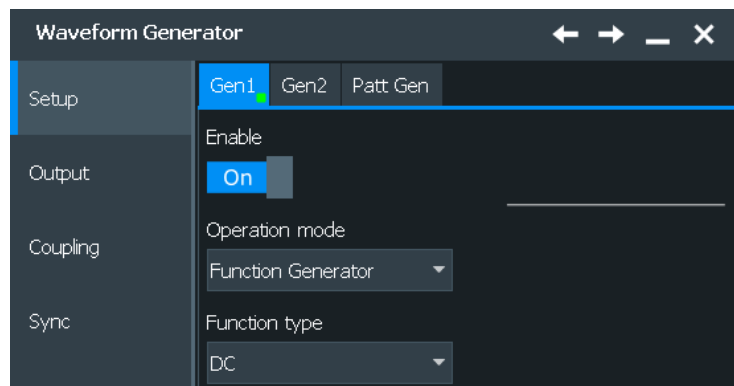 Waveform Generator
Setup
Output
Coupling
Sync
Gen1 Gen2 Patt Gen
Enable
On
Operation mode
Function Generator
Function type
DC